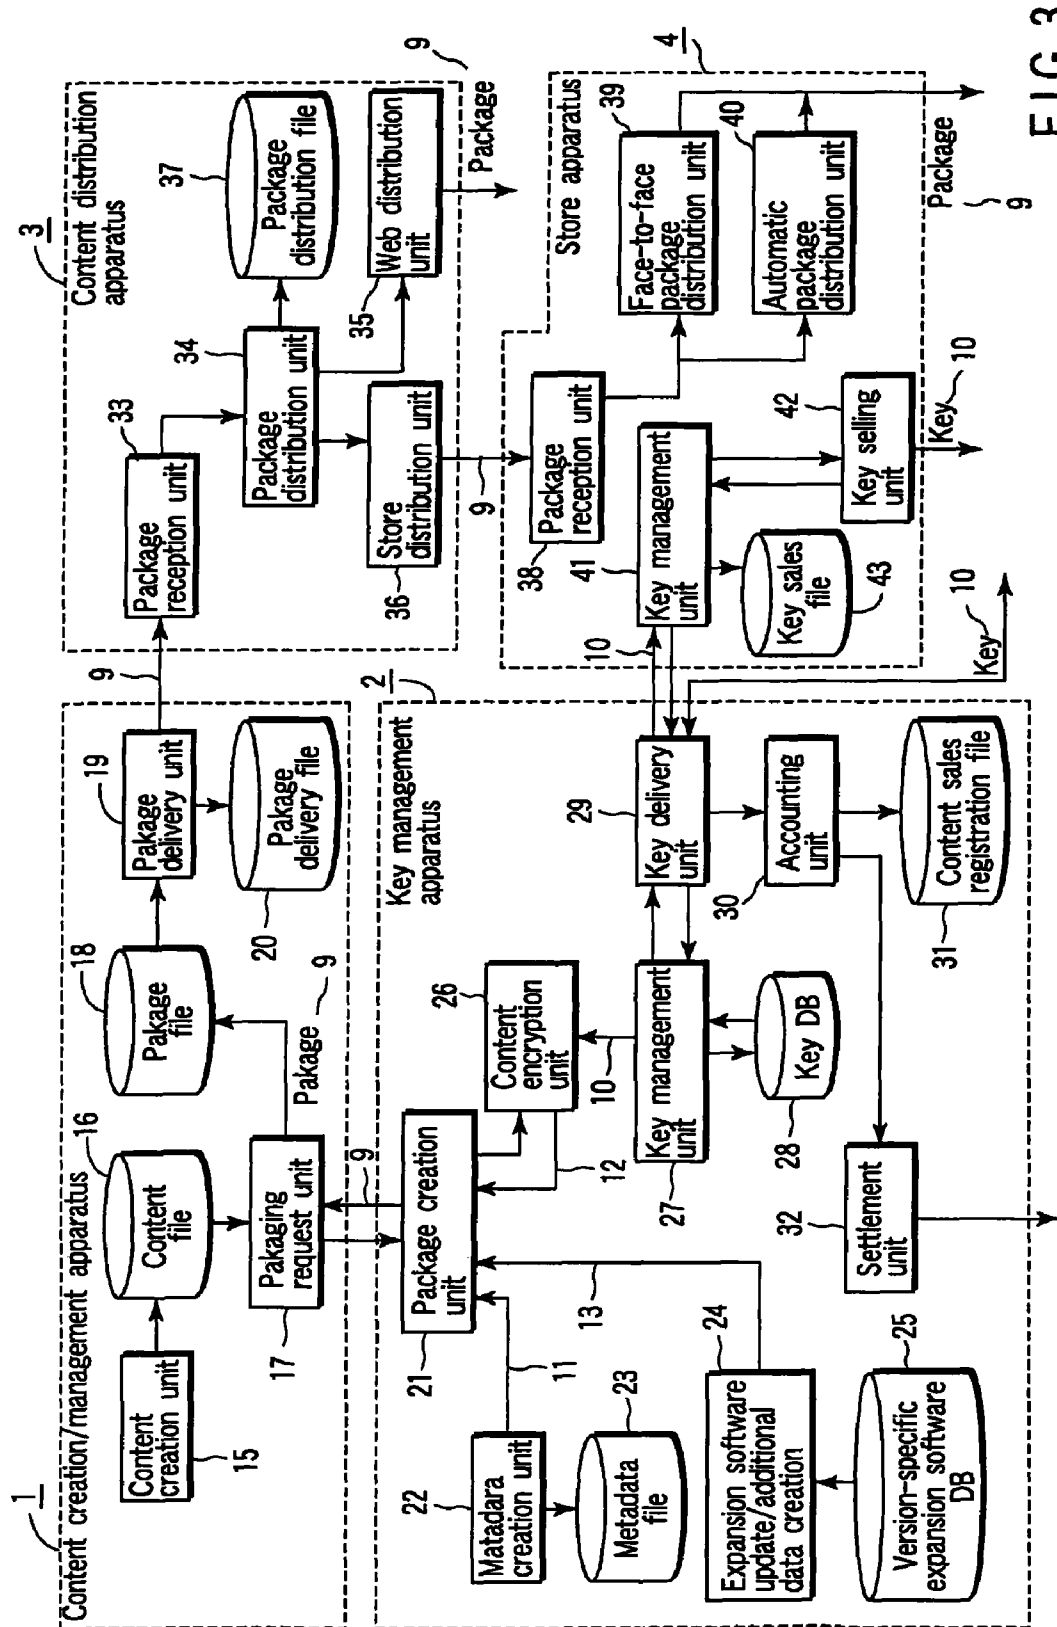 1
Content creation/management apparatus
Content
creation unit
15
Content
file
16
Pakaging
request unit
17
Pakage
file
18
Pakage 9
Pakage
delivery unit
19
Pakage
delivery file
20
9
9
3
Content distribution
apparatus
Package
reception unit
33
Package
distribution unit
34
Package
distribution file
37
Web distribution
unit
35
Store
distribution unit
36
Package
9
9
2
Key management
apparatus
Package creation
unit
21
Matadara
creation unit
22
Metadata
file
23
11
Expansion software
update/additional
data creation
24
Version-specific
expansion software
DB
25
13
12
Content
encryption
unit
26
10
Key management
unit
27
Key DB
28
Key delivery
unit
29
Accounting
unit
30
Content sales
registration file
31
Settlement
unit
32
10
Key
10
4
Store apparatus
Package
reception unit
38
Face-to-face
package
distribution unit
39
Automatic
package
distribution unit
40
Key management
unit
41
Key selling
unit
42
Key sales
file
43
Key
10
Package
9
FIG. 3